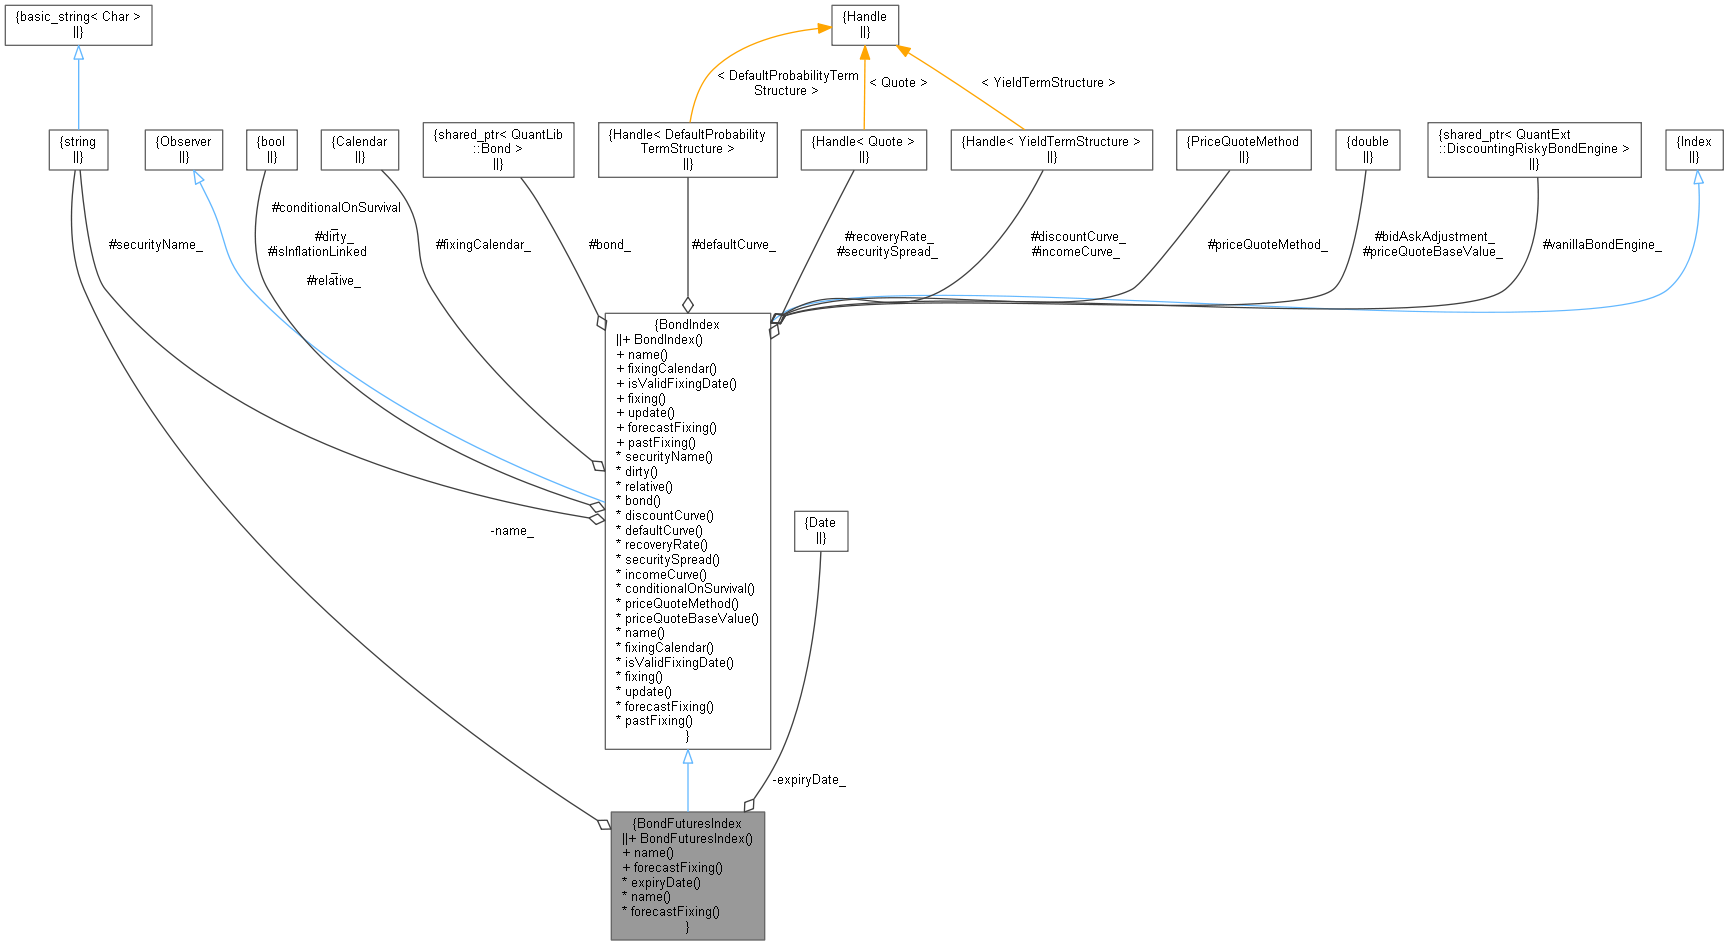 {basic_string< Char >
||}
{Handle
||}
< DefaultProbabilityTerm
Structure >
< Quote >
< YieldTermStructure >
{string
||}
{Observer
||}
{bool
||}
{Calendar
||}
{shared_ptr< QuantLib
::Bond >
||}
{Handle< DefaultProbability
TermStructure >
||}
{Handle< Quote >
||}
{Handle< YieldTermStructure >
||}
{PriceQuoteMethod
||}
{double
||}
{shared_ptr< QuantExt
::DiscountingRiskyBondEngine >
||}
{Index
||}
#securityName_
#conditionalOnSurvival
_
#dirty_
#isInflationLinked
_
#relative_
#fixingCalendar_
#bond_
#defaultCurve_
#recoveryRate_
#securitySpread_
#discountCurve_
#incomeCurve_
#priceQuoteMethod_
#bidAskAdjustment_
#priceQuoteBaseValue_
#vanillaBondEngine_
{BondIndex
||+ BondIndex()
+ name()
+ fixingCalendar()
+ isValidFixingDate()
+ fixing()
+ update()
+ forecastFixing()
+ pastFixing()
* securityName()
* dirty()
* relative()
* bond()
* discountCurve()
* defaultCurve()
* recoveryRate()
* securitySpread()
* incomeCurve()
* conditionalOnSurvival()
* priceQuoteMethod()
* priceQuoteBaseValue()
* name()
* fixingCalendar()
* isValidFixingDate()
* fixing()
* update()
* forecastFixing()
* pastFixing()
}
-name_
{Date
||}
-expiryDate_
{BondFuturesIndex
||+ BondFuturesIndex()
+ name()
+ forecastFixing()
* expiryDate()
* name()
* forecastFixing()
}